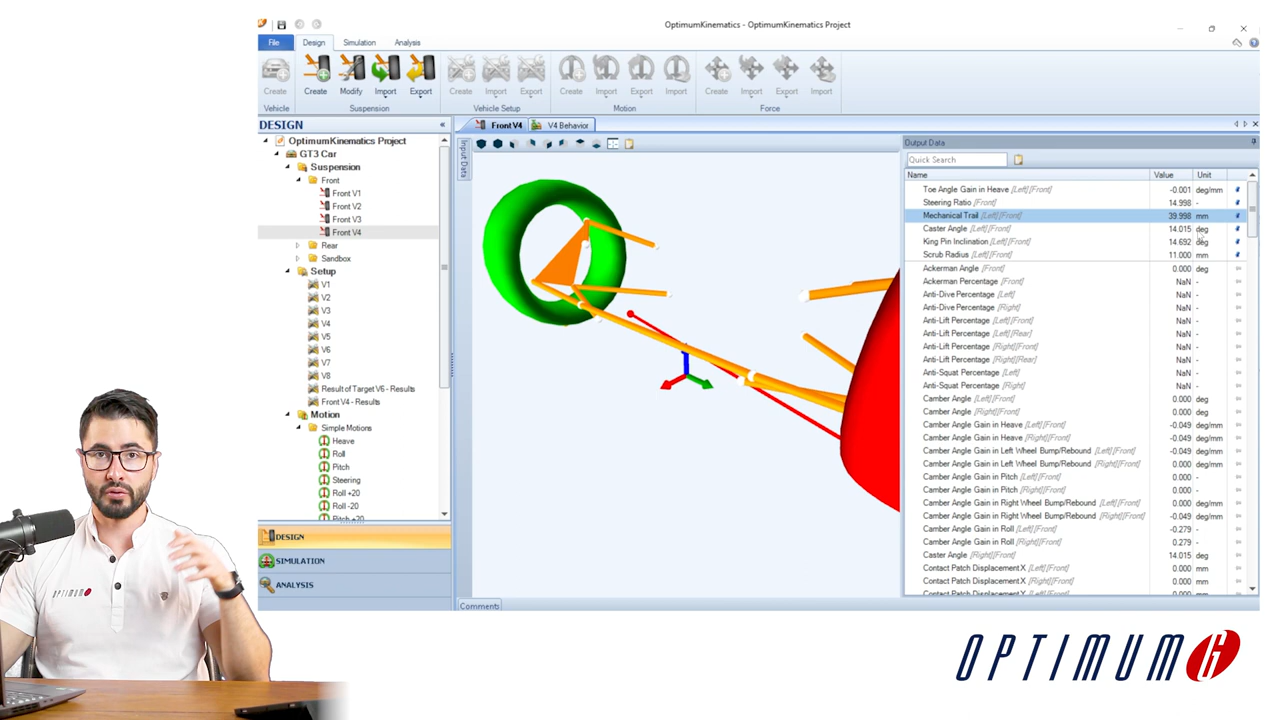 OptimumKinematics - OptimumKinematics Project
File Design Simulation Analysis
Create Create Modify Import Export Create Import Export Create Import Export Import Create Import Export Import
Vehicle Suspension Vehicle Setup Motion Force
DESIGN
OptimumKinematics Project
GT3 Car
Suspension
Front
Front V1
Front V2
Front V3
Front V4
Rear
Sandbox
Setup
V1
V2
V3
V4
V5
V6
V7
V8
Result of Target V6 - Results
Front V4 - Results
Motion
Simple Motions
Heave
Roll
Pitch
Steering
Roll +20
Roll -20
Pitch +20
DESIGN
SIMULATION
ANALYSIS
Front V4 V4 Behavior
Input Data
Comments
Output Data
Quick Search
Name Value Unit
Toe Angle Gain in Heave [Left][Front] -0.001 deg/mm
Steering Ratio [Front] 14.998 -
Mechanical Trail [Left][Front] 39.998 mm
Caster Angle [Left][Front] 14.015 deg
King Pin Inclination [Left][Front] 14.692 deg
Scrub Radius [Left][Front] 11.000 mm
Ackerman Angle [Front] 0.000 deg
Ackerman Percentage [Front] NaN -
Anti-Dive Percentage [Left] NaN -
Anti-Dive Percentage [Right] NaN -
Anti-Lift Percentage [Left][Front] NaN -
Anti-Lift Percentage [Left][Rear] NaN -
Anti-Lift Percentage [Right][Front] NaN -
Anti-Lift Percentage [Right][Rear] NaN -
Anti-Squat Percentage [Left] NaN -
Anti-Squat Percentage [Right] NaN -
Camber Angle [Left][Front] 0.000 deg
Camber Angle [Right][Front] 0.000 deg
Camber Angle Gain in Heave [Left][Front] -0.049 deg/mm
Camber Angle Gain in Heave [Right][Front] -0.049 deg/mm
Camber Angle Gain in Left Wheel Bump/Rebound [Left][Front] -0.049 deg/mm
Camber Angle Gain in Left Wheel Bump/Rebound [Right][Front] 0.000 deg/mm
Camber Angle Gain in Pitch [Left][Front] 0.000 -
Camber Angle Gain in Pitch [Right][Front] 0.000 -
Camber Angle Gain in Right Wheel Bump/Rebound [Left][Front] 0.000 deg/mm
Camber Angle Gain in Right Wheel Bump/Rebound [Right][Front] -0.049 deg/mm
Camber Angle Gain in Roll [Left][Front] -0.279 -
Camber Angle Gain in Roll [Right][Front] 0.279 -
Caster Angle [Right][Front] 14.015 deg
Contact Patch Displacement X [Left][Front] 0.000 mm
Contact Patch Displacement X [Right][Front] 0.000 mm
Contact Patch Displacement Y [Left][Front] 0.000 mm
OPTIMUM
OPTIMUM G